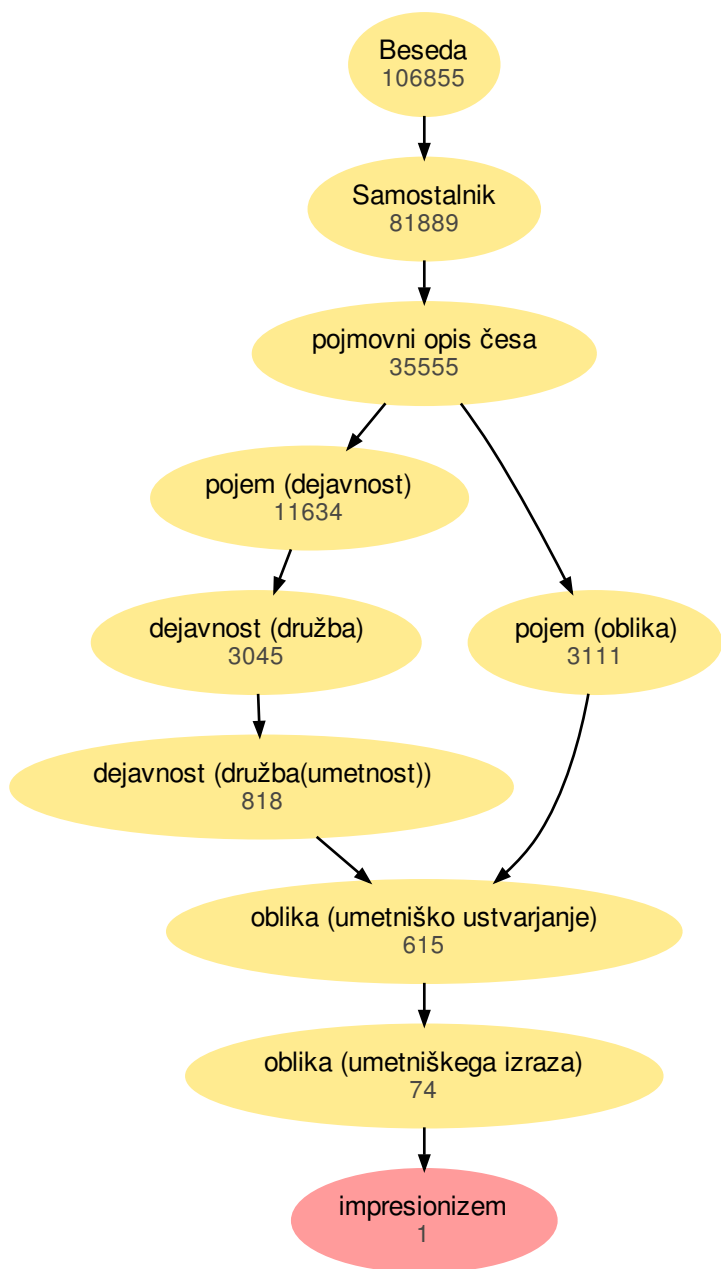 Beseda
106855
Samostalnik
81889
pojmovni opis česa
35555
pojem (dejavnost)
11634
dejavnost (družba)
3045
pojem (oblika)
3111
dejavnost (družba(umetnost))
818
oblika (umetniško ustvarjanje)
615
oblika (umetniškega izraza)
74
impresionizem
1